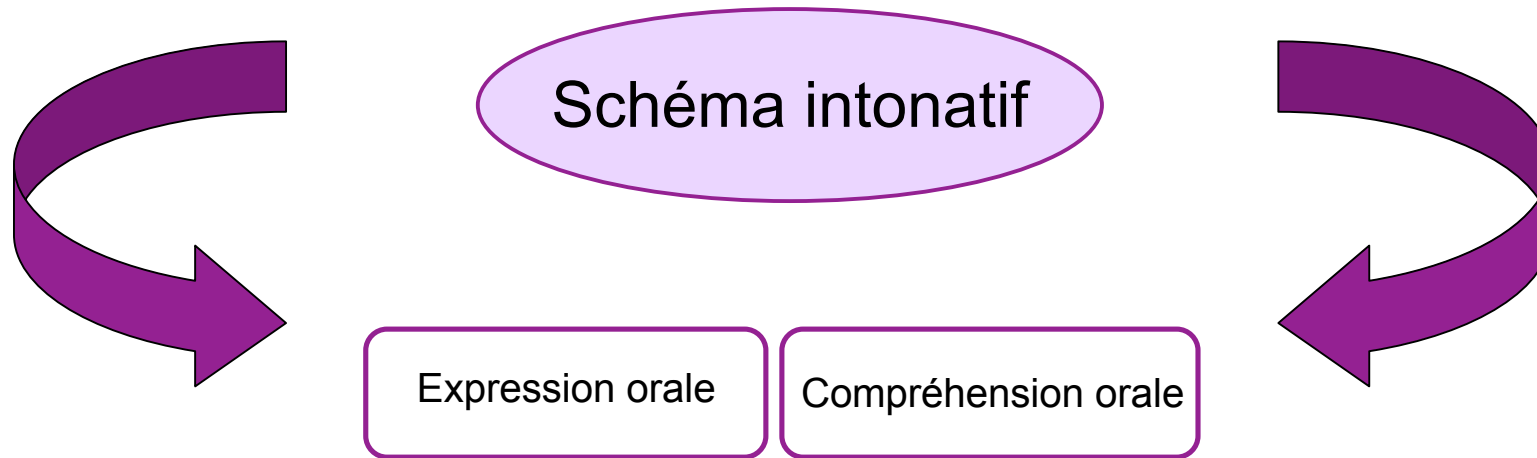 Schéma intonatif
Expression orale
Compréhension orale